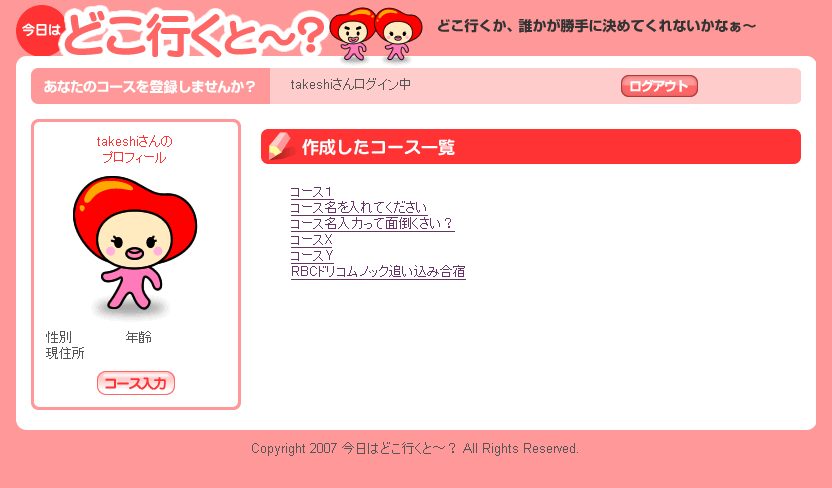 今日は どこ行くと～?
どこ行くか、誰かが勝手に決めてくれないかなぁ～
あなたのコースを登録しませんか？
takeshiさんログイン中
ログアウト
takeshiさんの
プロフィール
性別 年齢
現住所
コース入力
作成したコース一覧
コース1
コース名を入れてください
コース名入力って面倒くさい？
コースX
コースY
RBCドリコムノック追い込み合宿
Copyright 2007 今日はどこ行くと～？ All Rights Reserved.